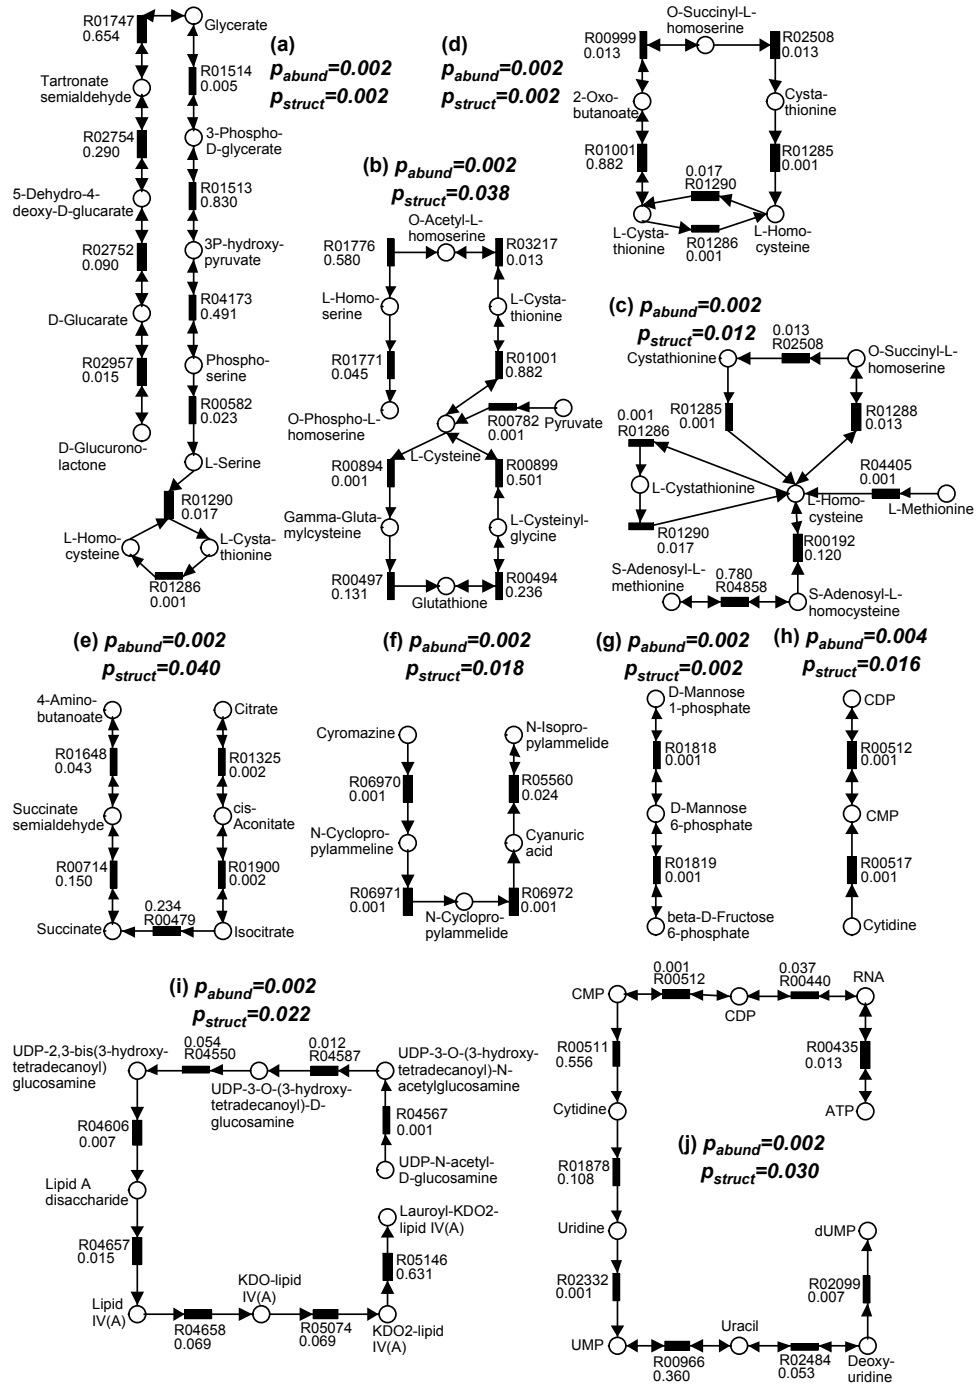 R01747
0.654
Glycerate
R01514
0.005
Tartronate
semialdehyde
3-Phospho-
D-glycerate
R02754
0.290
R01513
0.830
5-Dehydro-4-
deoxy-D-glucarate
3P-hydroxy-
pyruvate
R02752
0.090
R04173
0.491
D-Glucarate
Phospho-
serine
R02957
0.015
R00582
0.023
D-Glucurono-
lactone
L-Serine
R01290
0.017
L-Homo-
cysteine
L-Cysta-
thionine
R01286
0.001
(a)
p_abund=0.002
p_struct=0.002
(d)
p_abund=0.002
p_struct=0.002
O-Succinyl-L-
homoserine
R00999
0.013
R02508
0.013
2-Oxo-
butanoate
Cysta-
thionine
R01001
0.882
R01285
0.001
0.017
R01290
L-Cysta-
thionine
L-Homo-
cysteine
R01286
0.001
(b) p_abund=0.002
p_struct=0.038
O-Acetyl-L-
homoserine
R01776
0.580
R03217
0.013
L-Homo-
serine
L-Cysta-
thionine
R01771
0.045
R01001
0.882
O-Phospho-L-
homoserine
R00782
0.001
Pyruvate
L-Cysteine
R00894
0.001
R00899
0.501
Gamma-Gluta-
mylcysteine
L-Cysteinyl-
glycine
R00497
0.131
R00494
0.236
Glutathione
(c) p_abund=0.002
p_struct=0.012
0.013
R02508
Cystathionine
O-Succinyl-L-
homoserine
R01285
0.001
R01288
0.013
0.001
R01286
R04405
0.001
L-Cystathionine
L-Homo-
cysteine
L-Methionine
R01290
0.017
R00192
0.120
S-Adenosyl-L-
methionine
0.780
R04858
S-Adenosyl-L-
homocysteine
(e) p_abund=0.002
p_struct=0.040
4-Amino-
butanoate
Citrate
R01648
0.043
R01325
0.002
Succinate
semialdehyde
cis-
Aconitate
R00714
0.150
R01900
0.002
0.234
R00479
Succinate
Isocitrate
(f) p_abund=0.002
p_struct=0.018
Cyromazine
N-Isopro-
pylammelide
R06970
0.001
R05560
0.024
N-Cyclopro-
pylammeline
Cyanuric
acid
R06971
0.001
R06972
0.001
N-Cyclopro-
pylammelide
(g) p_abund=0.002
p_struct=0.002
D-Mannose
1-phosphate
R01818
0.001
D-Mannose
6-phosphate
R01819
0.001
beta-D-Fructose
6-phosphate
(h) p_abund=0.004
p_struct=0.016
CDP
R00512
0.001
CMP
R00517
0.001
Cytidine
(i) p_abund=0.002
p_struct=0.022
UDP-2,3-bis(3-hydroxy-
tetradecanoyl)
glucosamine
0.054
R04550
0.012
R04587
UDP-3-O-(3-hydroxy-
tetradecanoyl)-N-
acetylglucosamine
UDP-3-O-(3-hydroxy-
tetradecanoyl)-D-
glucosamine
R04606
0.007
R04567
0.001
UDP-N-acetyl-
D-glucosamine
Lipid A
disaccharide
Lauroyl-KDO2-
lipid IV(A)
R04657
0.015
R05146
0.631
Lipid
IV(A)
KDO-lipid
IV(A)
R04658
0.069
R05074
0.069
KDO2-lipid
IV(A)
0.001
R00512
0.037
R00440
CMP
CDP
RNA
R00511
0.556
R00435
0.013
Cytidine
ATP
(j) p_abund=0.002
p_struct=0.030
R01878
0.108
Uridine
dUMP
R02332
0.001
R02099
0.007
UMP
Uracil
R00966
0.360
R02484
0.053
Deoxy-
uridine